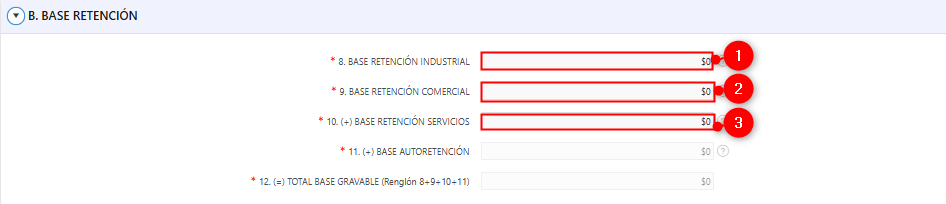 B. BASE RETENCIÓN
* 8. BASE RETENCIÓN INDUSTRIAL $0 1
* 9. BASE RETENCIÓN COMERCIAL $0 2
* 10. (+) BASE RETENCIÓN SERVICIOS $0 3
* 11. (+) BASE AUTORETENCIÓN $0 ?
* 12. (=) TOTAL BASE GRAVABLE (Renglón 8+9+10+11) $0